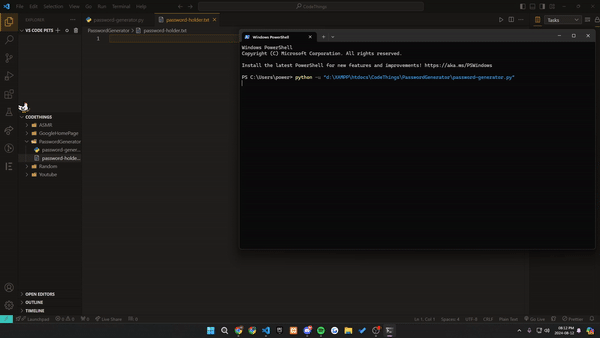 File Edit Selection View Go Run Terminal Help
CodeThings
Tasks
VS CODE PETS
password-generator.py
password-holder.txt
EXPLORER
PasswordGenerator > password-holder.txt
1
Windows PowerShell
Windows PowerShell
Copyright (C) Microsoft Corporation. All rights reserved.
Install the latest PowerShell for new features and improvements! https://aka.ms/PSWindows
PS C:\Users\power> python -u "d:\XAMPP\htdocs\CodeThings\PasswordGenerator\password-generator.py"
CODETHINGS
ASMR
GoogleHomePage
PasswordGenerator
password-gener...
password-holde...
Random
Youtube
OPEN EDITORS
OUTLINE
TIMELINE
Launchpad
Live Share
Ln 1, Col 1
Spaces: 4
UTF-8
CRLF
Plain Text
Go Live
Prettier
08:12 PM
2024-08-12